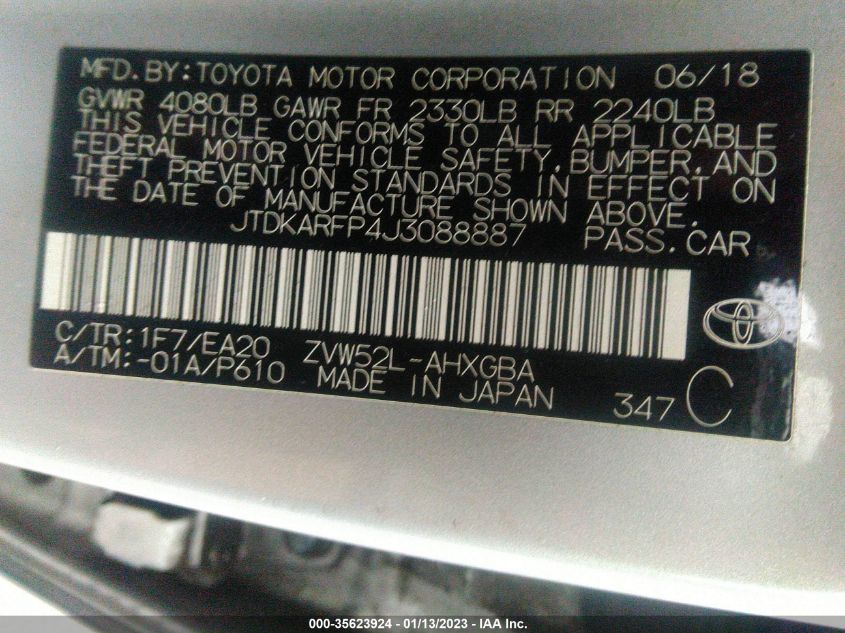 MFD. BY: TOYOTA MOTOR CORPORATION 06/18
GVWR 4080LB GAWR FR 2330LB RR 2240LB
THIS VEHICLE CONFORMS TO ALL APPLICABLE
FEDERAL MOTOR VEHICLE SAFETY, BUMPER, AND
THEFT PREVENTION STANDARDS IN EFFECT ON
THE DATE OF MANUFACTURE SHOWN ABOVE.
JTDKARFP4J3088887 PASS. CAR
C/TR: 1F7/EA20 ZVW52L-AHXGBA
A/TM: -01A/P610 MADE IN JAPAN 347 C
000-35623924 - 01/13/2023 - IAA Inc.